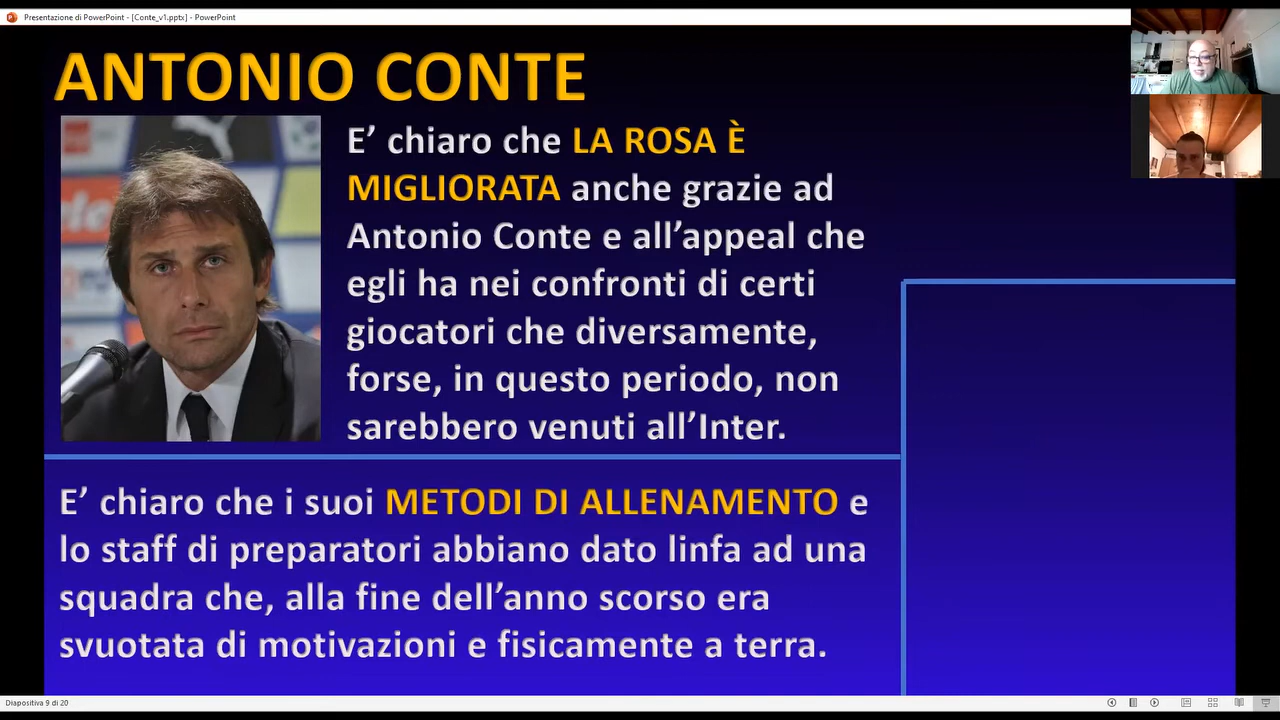 Presentazione di PowerPoint - [Conte_v1.pptx] - PowerPoint
ANTONIO CONTE
E’ chiaro che LA ROSA È
MIGLIORATA anche grazie ad
Antonio Conte e all’appeal che
egli ha nei confronti di certi
giocatori che diversamente,
forse, in questo periodo, non
sarebbero venuti all’Inter.
E’ chiaro che i suoi METODI DI ALLENAMENTO e
lo staff di preparatori abbiano dato linfa ad una
squadra che, alla fine dell’anno scorso era
svuotata di motivazioni e fisicamente a terra.
Diapositiva 9 di 20